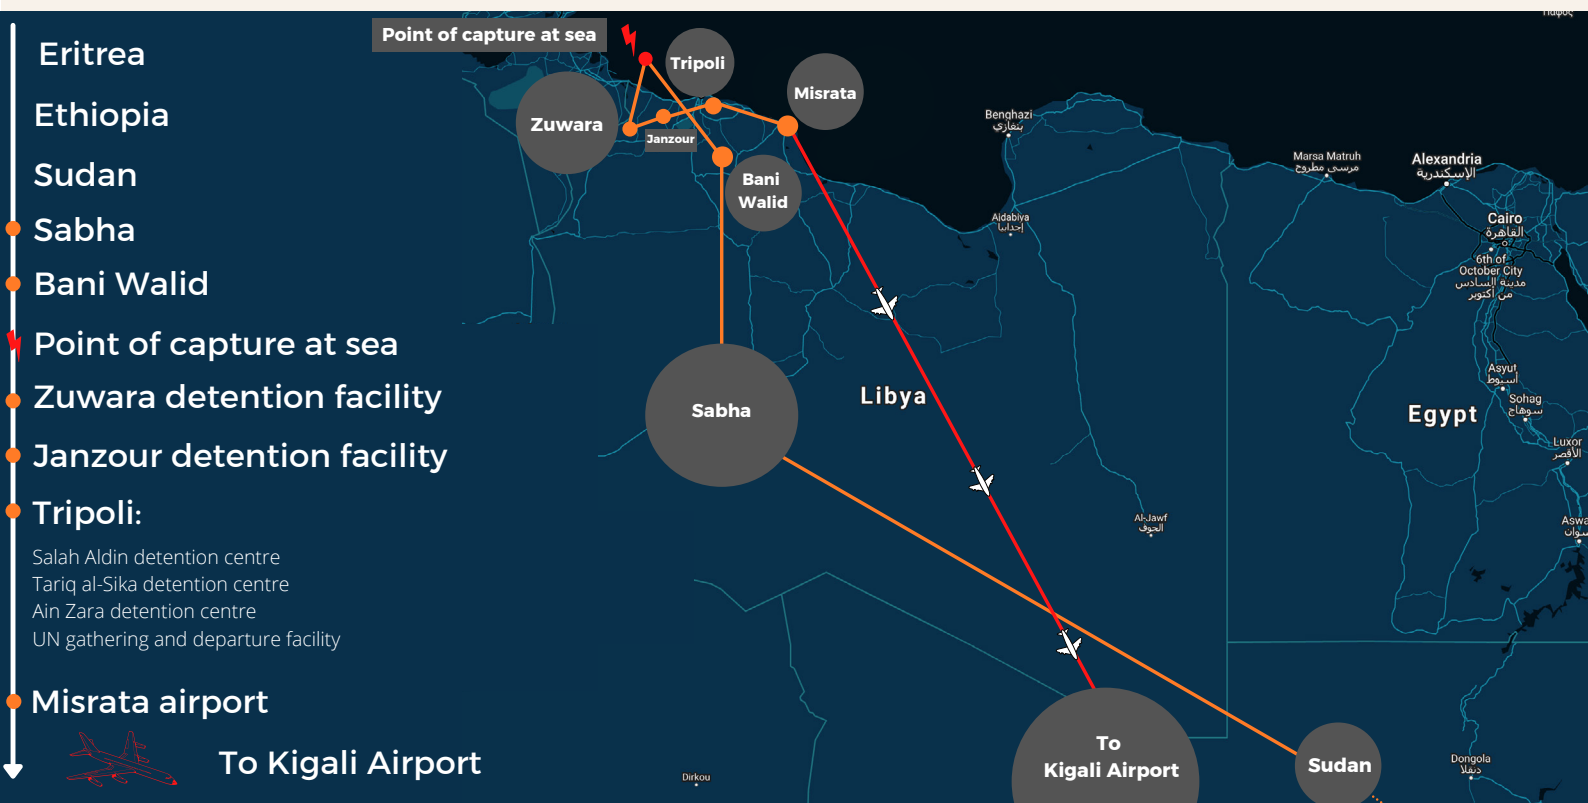 Eritrea
Ethiopia
Sudan
Sabha
Bani Walid
Point of capture at sea
Zuwara detention facility
Janzour detention facility
Tripoli:
Salah Aldin detention centre
Tariq al-Sika detention centre
Ain Zara detention centre
UN gathering and departure facility
Misrata airport
To Kigali Airport
Point of capture at sea
Tripoli
Misrata
Zuwara
Janzour
Bani
Walid
Sabha
Libya
To
Kigali Airport
Sudan
Dirkou
Benghazi
بنغازي
Ajdabiya
إجدابيا
Al-Jawf
الجوف
Πάφος
Marsa Matruh
مرسى مطروح
Alexandria
الإسكندرية
Cairo
القاهرة
6th of
October City
مدينة السادس
من أكتوبر
Asyut
أسيوط
Sohag
سوهاج
Egypt
Luxor
الأقصر
Asw
أسوان
Dongola
دنقلا